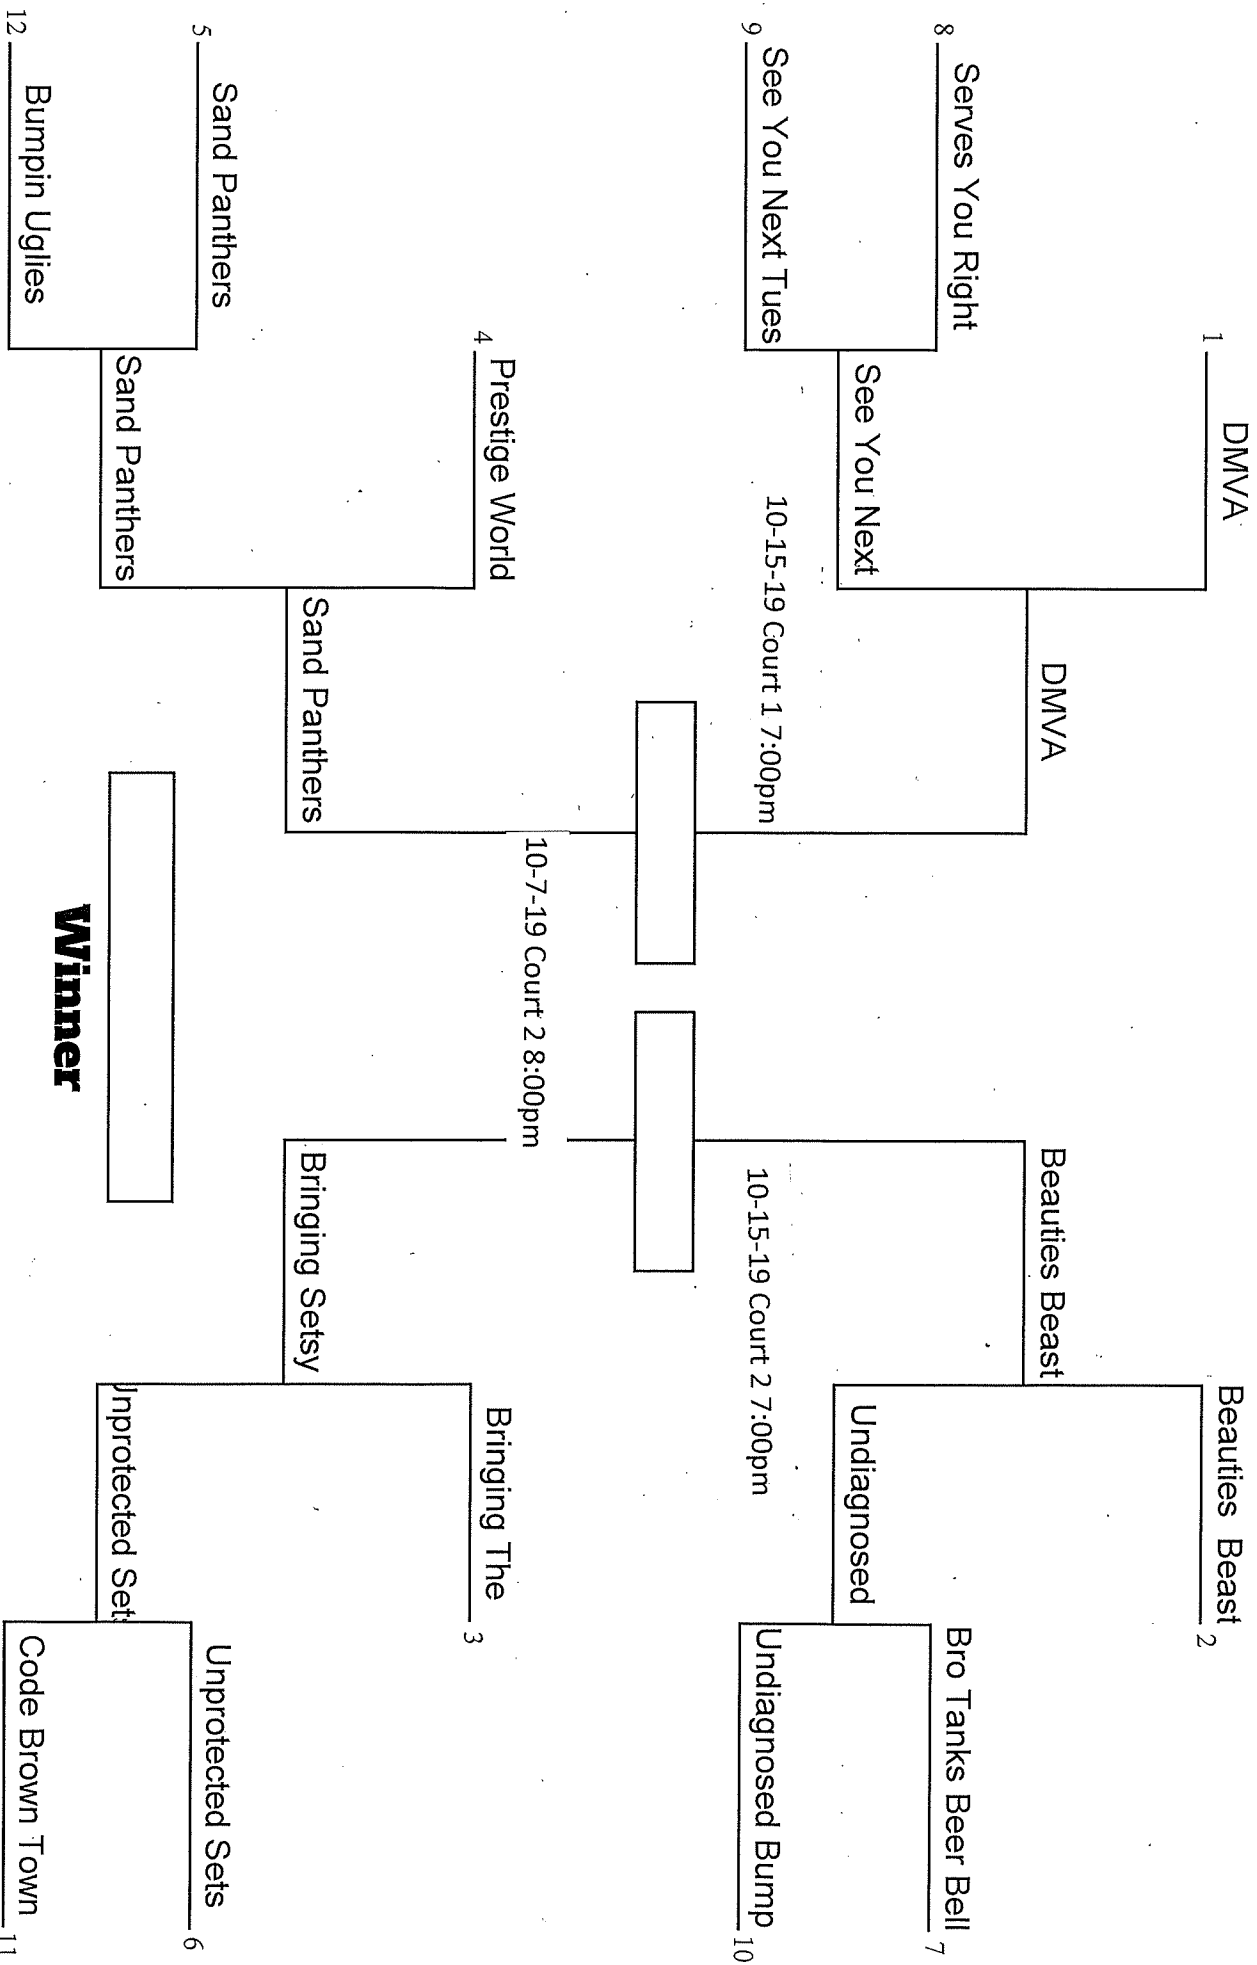 DMVA
1
Serves You Right
8
See You Next Tues
9
See You Next
DMVA
10-15-19 Court 1 7:00pm
Prestige World
4
Sand Panthers
5
Bumpin Uglies
12
Sand Panthers
Sand Panthers
10-7-19 Court 2 8:00pm
Beauties Beast
2
Beauties Beast
Bro Tanks Beer Bell
7
Undiagnosed
Undiagnosed Bump
10
10-15-19 Court 2 7:00pm
Bringing The
3
Bringing Setsy
Unprotected Sets
6
Unprotected Set
Code Brown Town
11
Winner